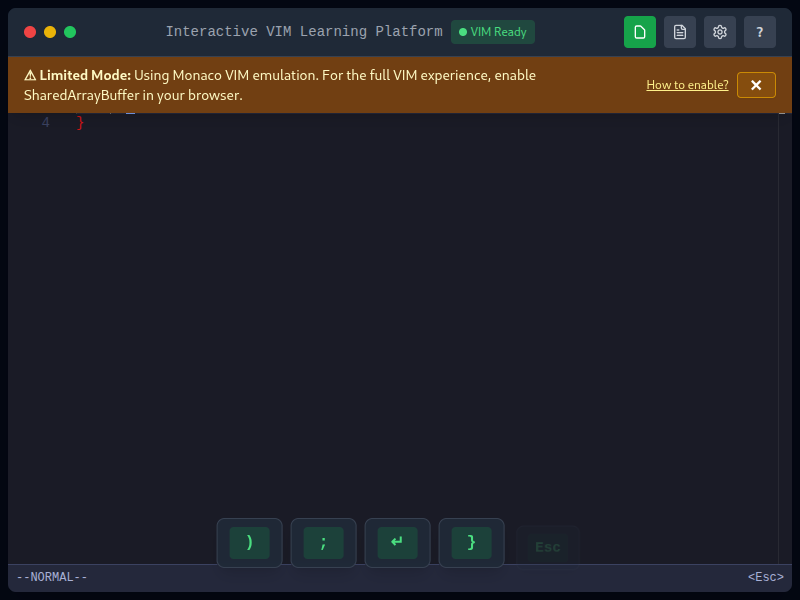 Interactive VIM Learning Platform
VIM Ready
?
⚠ Limited Mode: Using Monaco VIM emulation. For the full VIM experience, enable
SharedArrayBuffer in your browser.
How to enable?
✕
4 }
) ; ↵ } Esc
--NORMAL--
<Esc>